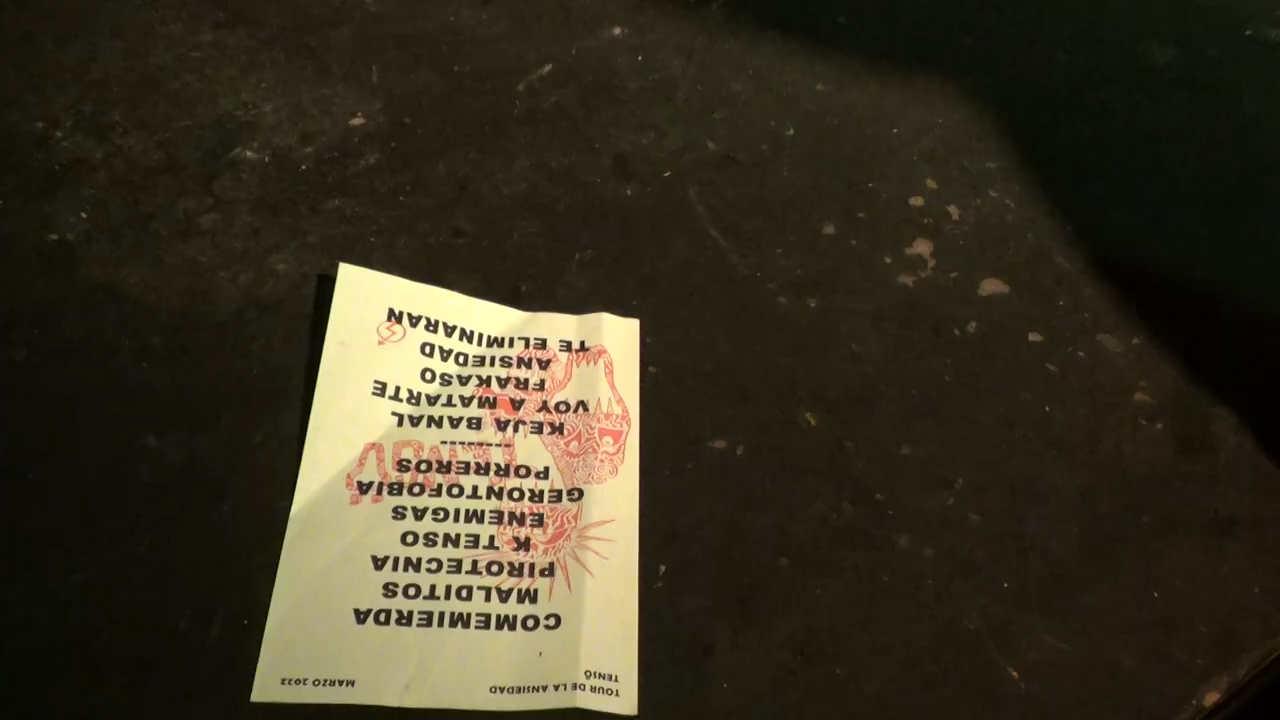 TOUR DE LA ANSIEDAD
TENSÖ
MARZO 2022
COMEMIERDA
MALDITOS
PIROTECNIA
K TENSO
ENEMIGAS
GERONTOFOBIA
PORREROS
-------
KEJA BANAL
VOY A MATARTE
FRAKASO
ANSIEDAD
TE ELIMINARAN